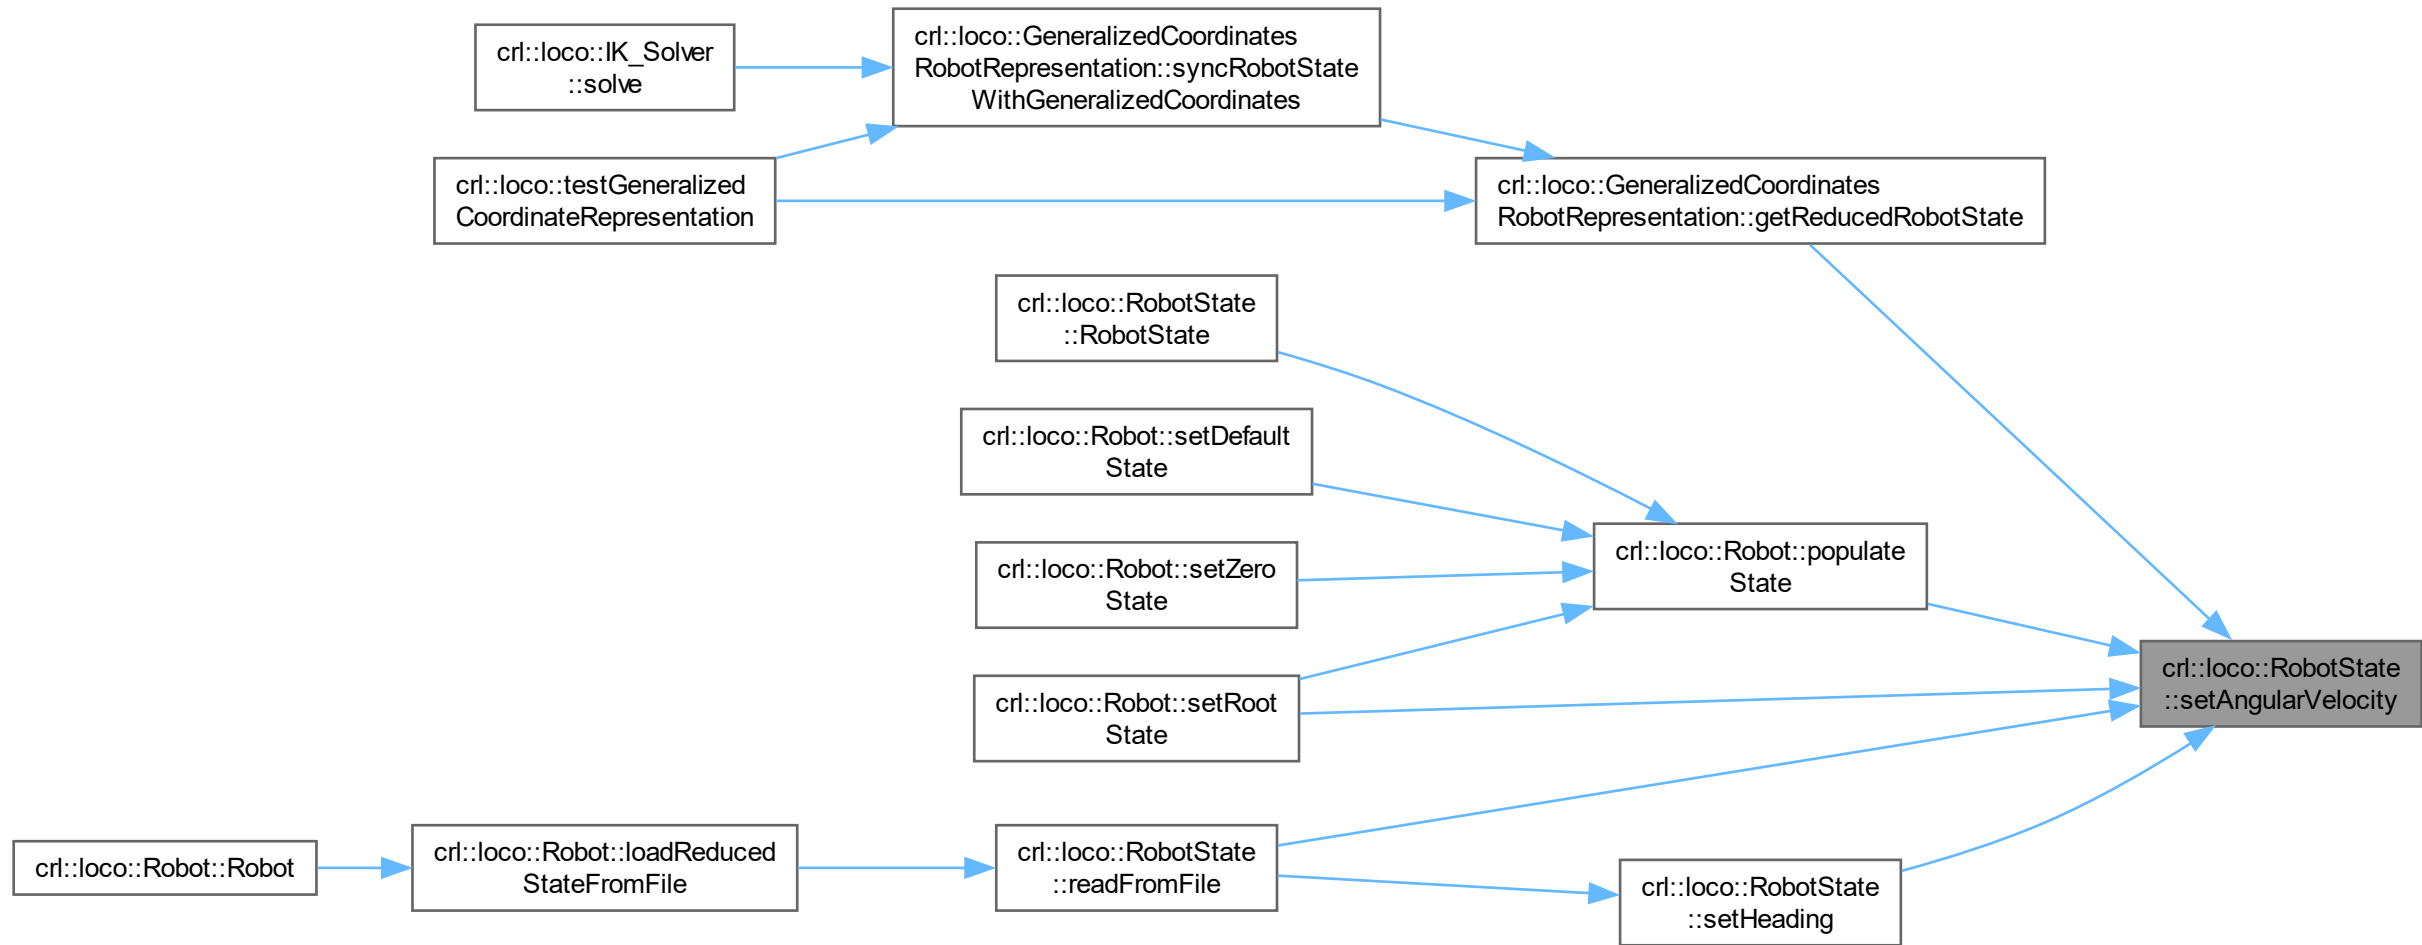 crl::loco::IK_Solver
::solve
crl::loco::GeneralizedCoordinates
RobotRepresentation::syncRobotState
WithGeneralizedCoordinates
crl::loco::testGeneralized
CoordinateRepresentation
crl::loco::GeneralizedCoordinates
RobotRepresentation::getReducedRobotState
crl::loco::RobotState
::RobotState
crl::loco::Robot::setDefault
State
crl::loco::Robot::setZero
State
crl::loco::Robot::populate
State
crl::loco::Robot::setRoot
State
crl::loco::RobotState
::setAngularVelocity
crl::loco::Robot::Robot
crl::loco::Robot::loadReduced
StateFromFile
crl::loco::RobotState
::readFromFile
crl::loco::RobotState
::setHeading